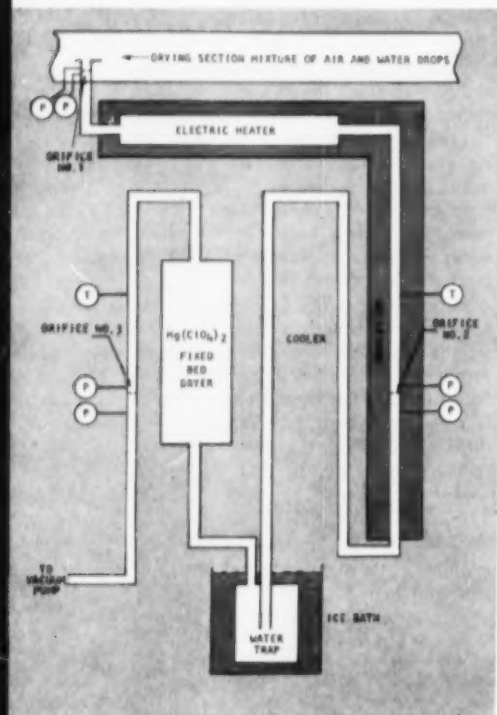 DRYING SECTION MIXTURE OF AIR AND WATER DROPS
P P
ORIFICE
NO.1
ELECTRIC HEATER
T
T
ORIFICE NO.3
Mg(ClO4)2
FIXED
BED
DRYER
COOLER
ORIFICE
NO.2
P
P
P
P
TO
VACUUM
PUMP
WATER
TRAP
ICE BATH